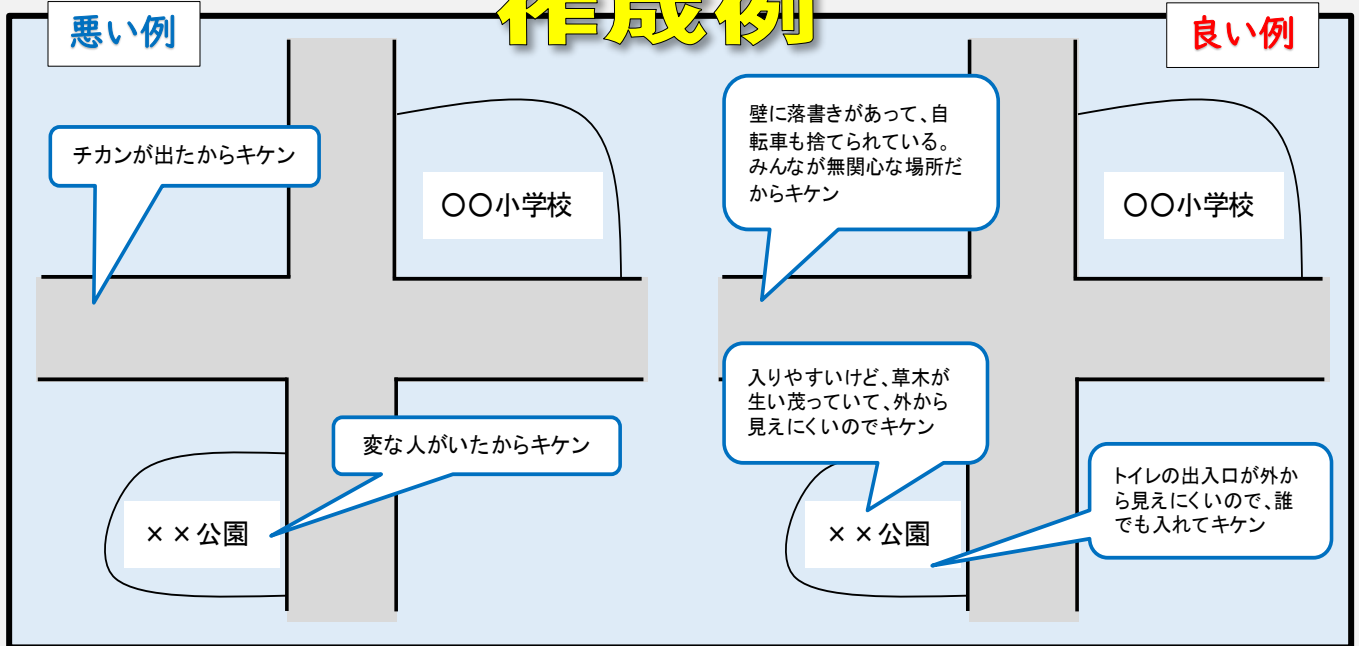 作成例
悪い例
チカンが出たからキケン
〇〇小学校
変な人がいたからキケン
××公園
良い例
壁に落書きがあって、自
転車も捨てられている。
みんなが無関心な場所だ
からキケン
〇〇小学校
入りやすいけど、草木が
生い茂っていて、外から
見えにくいのでキケン
トイレの出入口が外か
ら見えにくいので、誰
でも入れてキケン
××公園